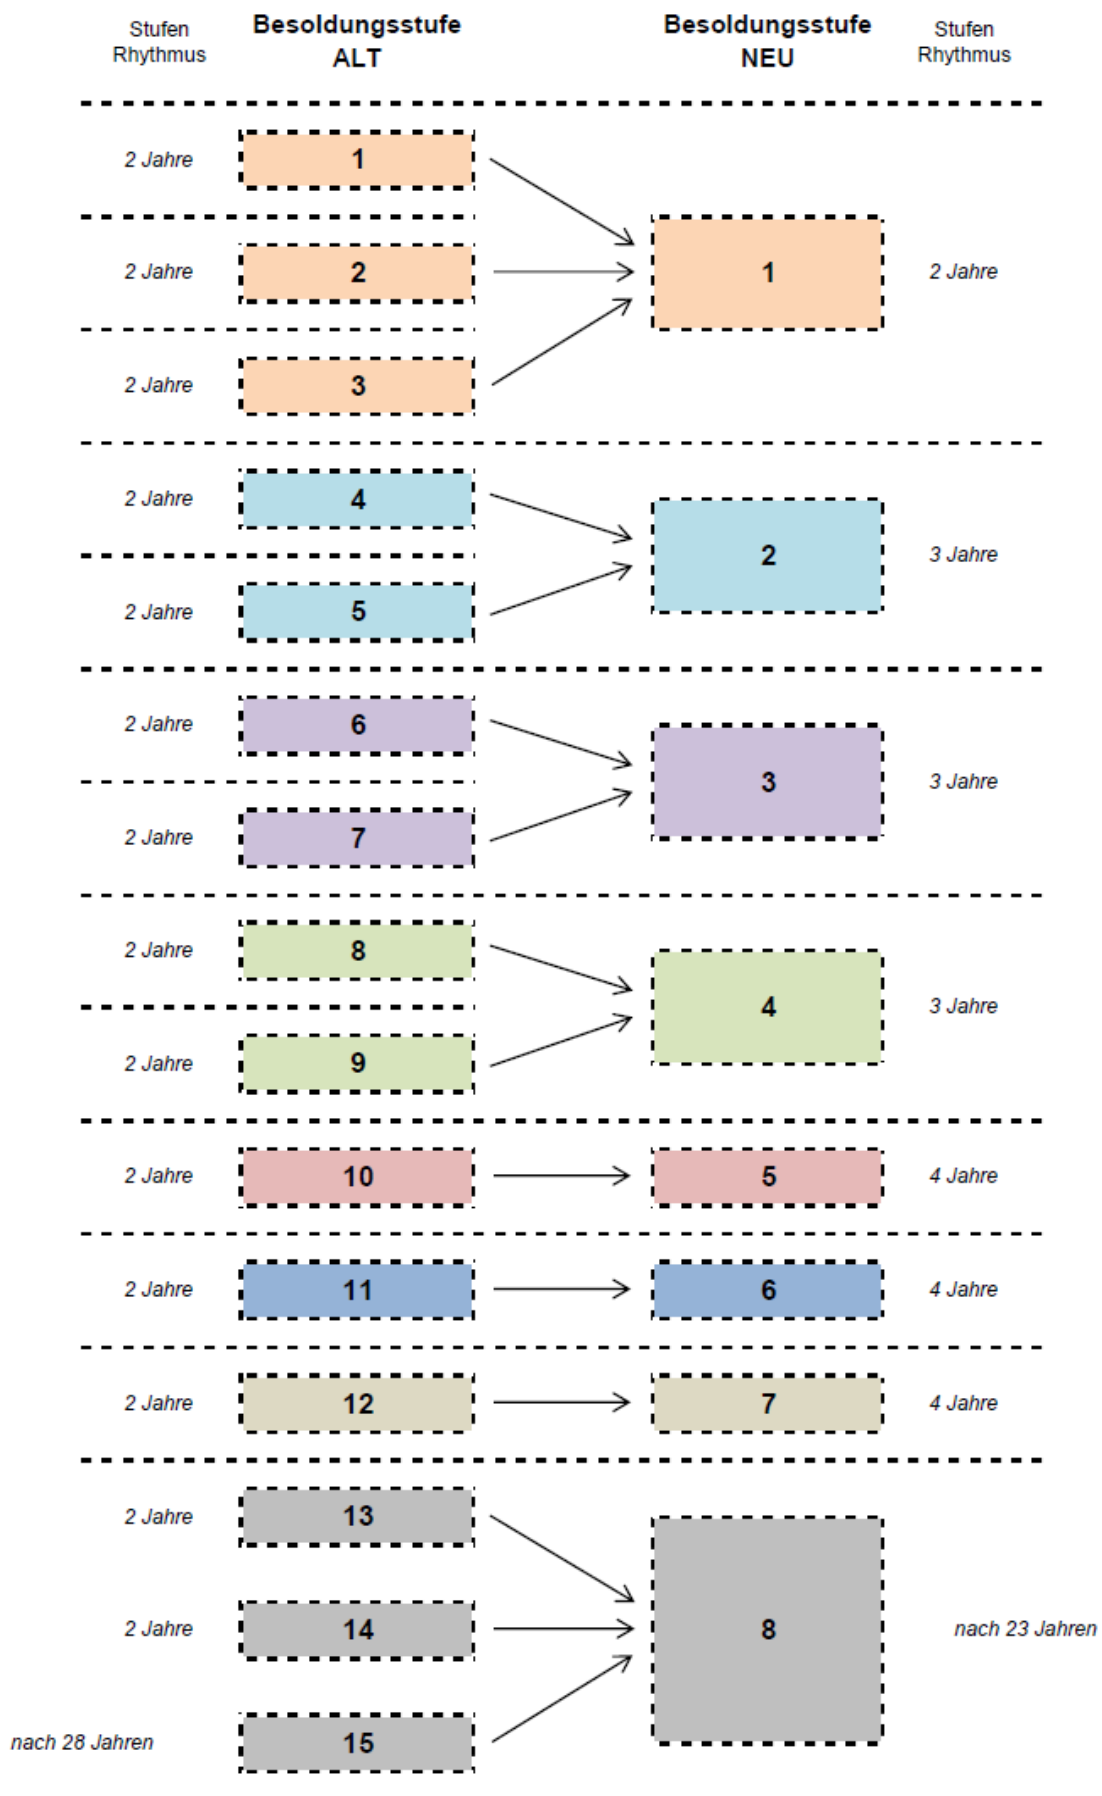 Stufen Besoldungsstufe Besoldungsstufe Stufen
Rhythmus ALT NEU Rhythmus
2 Jahre 1
2 Jahre 2 1 2 Jahre
2 Jahre 3
2 Jahre 4
2 3 Jahre
2 Jahre 5
2 Jahre 6
3 3 Jahre
2 Jahre 7
2 Jahre 8
4 3 Jahre
2 Jahre 9
2 Jahre 10 5 4 Jahre
2 Jahre 11 6 4 Jahre
2 Jahre 12 7 4 Jahre
2 Jahre 13
2 Jahre 14 8 nach 23 Jahren
nach 28 Jahren 15